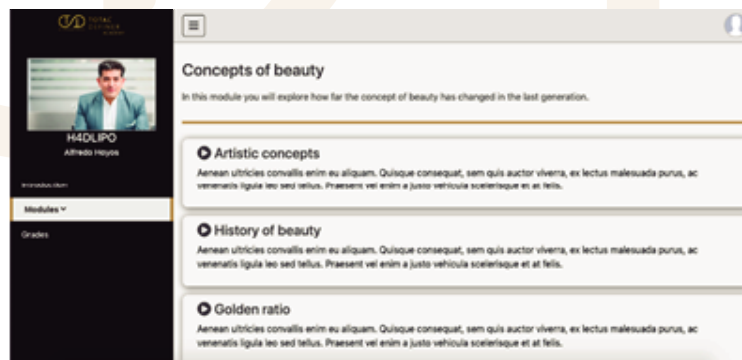 TOTAL
DEFINER
H4DLIPO
Alfredo Hoyos
Introduction
Modules
Grades
Concepts of beauty
In this module you will explore how far the concept of beauty has changed in the last generation.
Artistic concepts
Aenean ultricies convallis enim eu aliquam. Quisque consequat, sem quis auctor viverra, ex lectus malesuada purus, ac
venenatis ligula leo sed tellus. Praesent vel enim a justo vehicula scelerisque et at felis.
History of beauty
Aenean ultricies convallis enim eu aliquam. Quisque consequat, sem quis auctor viverra, ex lectus malesuada purus, ac
venenatis ligula leo sed tellus. Praesent vel enim a justo vehicula scelerisque et at felis.
Golden ratio
Aenean ultricies convallis enim eu aliquam. Quisque consequat, sem quis auctor viverra, ex lectus malesuada purus, ac
venenatis ligula leo sed tellus. Praesent vel enim a justo vehicula scelerisque et at felis.